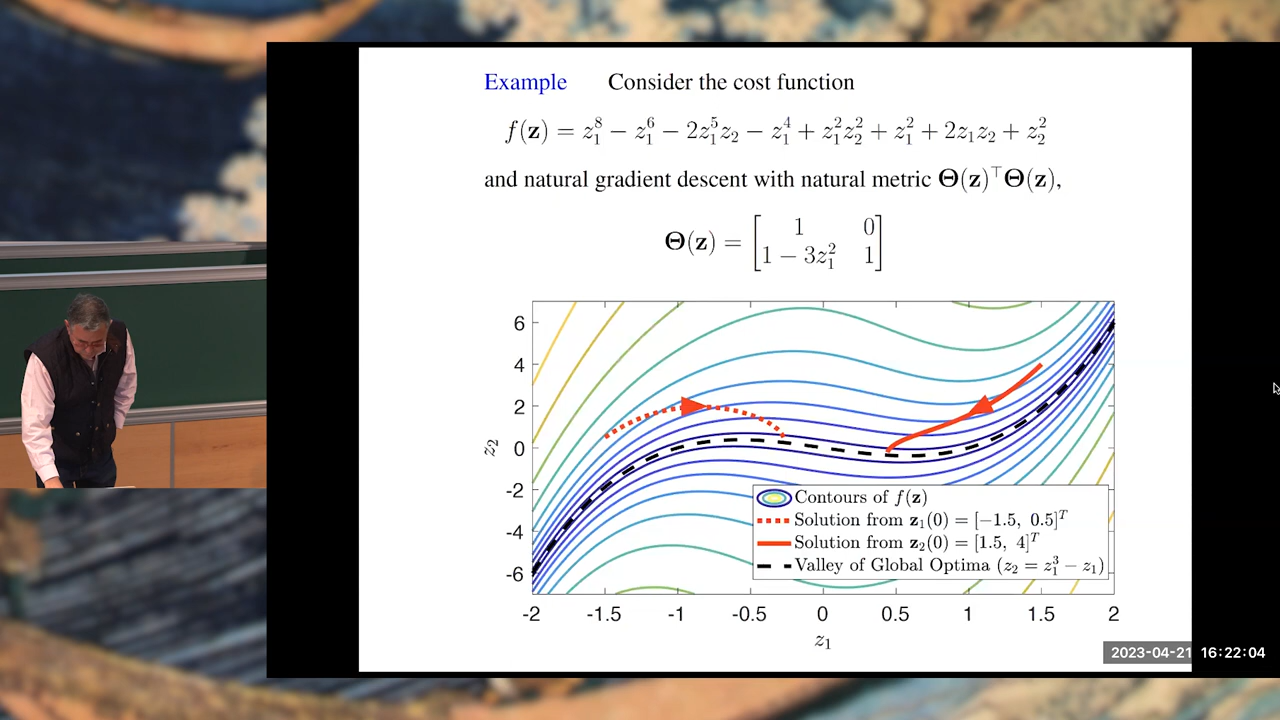 Example Consider the cost function
f(z) = z₁⁸ − z₁⁶ − 2z₁⁵z₂ − z₁⁴ + z₁²z₂² + z₁² + 2z₁z₂ + z₂²
and natural gradient descent with natural metric Θ(z)⊤Θ(z),
Θ(z) = [1 0
1 − 3z₁² 1]
6
4
2
0
-2
-4
-6
z₂
Contours of f(z)
Solution from z₁(0) = [−1.5, 0.5]ᵀ
Solution from z₂(0) = [1.5, 4]ᵀ
Valley of Global Optima (z₂ = z₁³ − z₁)
-2 -1.5 -1 -0.5 0 0.5 1 1.5 2
z₁
2023-04-21 16:22:04